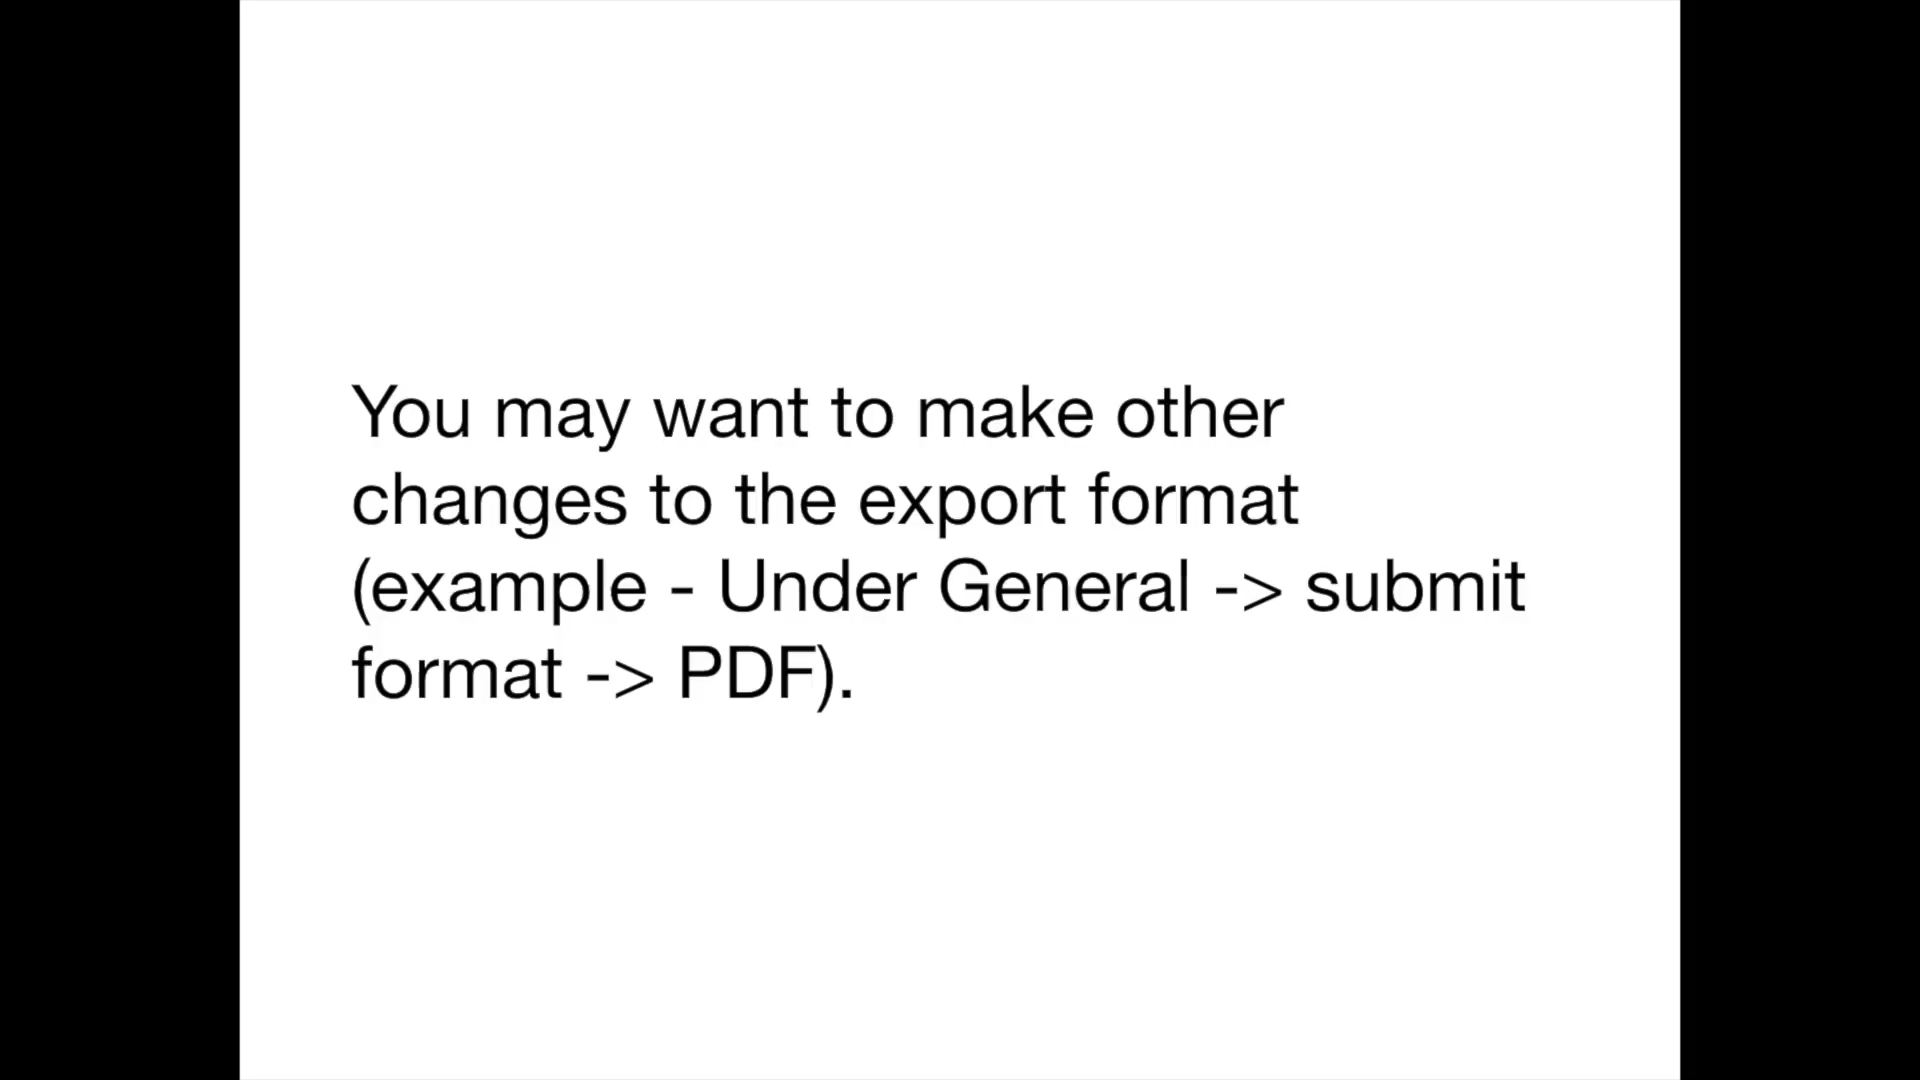 You may want to make other
changes to the export format
(example - Under General -> submit
format -> PDF).